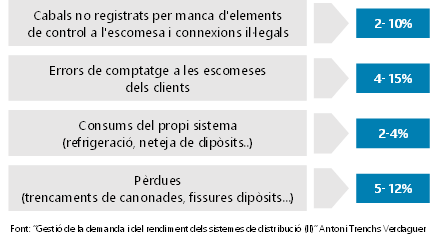 Cabals no registrats per manca d'elements
de control a l'escomesa i connexions il·legals
2-10%
Errors de comptatge a les escomeses
dels clients
4-15%
Consums del propi sistema
(refrigeració, neteja de dipòsits..)
2-4%
Pèrdues
(trencaments de canonades, fissures dipòsits...)
5-12%
Font: "Gestió de la demanda i del rendiment dels sistemes de distribució (II)" Antoni Trenchs Verdaguer